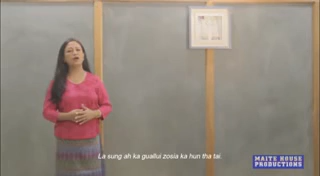 La sung ah ka guallui zosia ka hun tha tai.
MAITE HOUSE
PRODUCTIONS